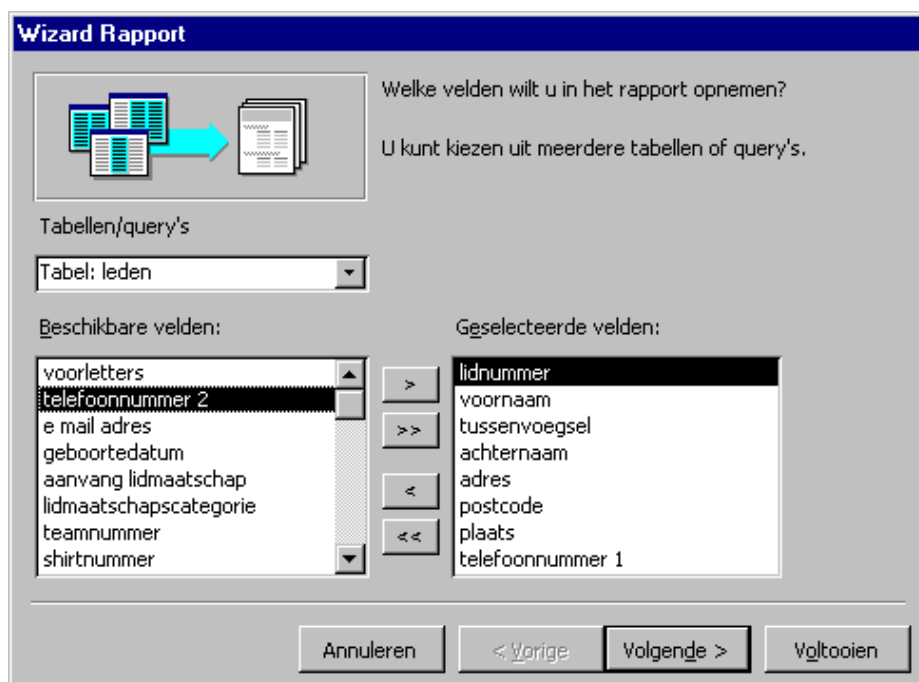 Wizard Rapport
Welke velden wilt u in het rapport opnemen?
U kunt kiezen uit meerdere tabellen of query's.
Tabellen/query's
Tabel: leden
Beschikbare velden:
voorletters
telefoonnummer 2
e mail adres
geboortedatum
aanvang lidmaatschap
lidmaatschapscategorie
teamnummer
shirtnummer
>
>>
<
<<
Geselecteerde velden:
lidnummer
voornaam
tussenvoegsel
achternaam
adres
postcode
plaats
telefoonnummer 1
Annuleren
< Vorige
Volgende >
Voltooien